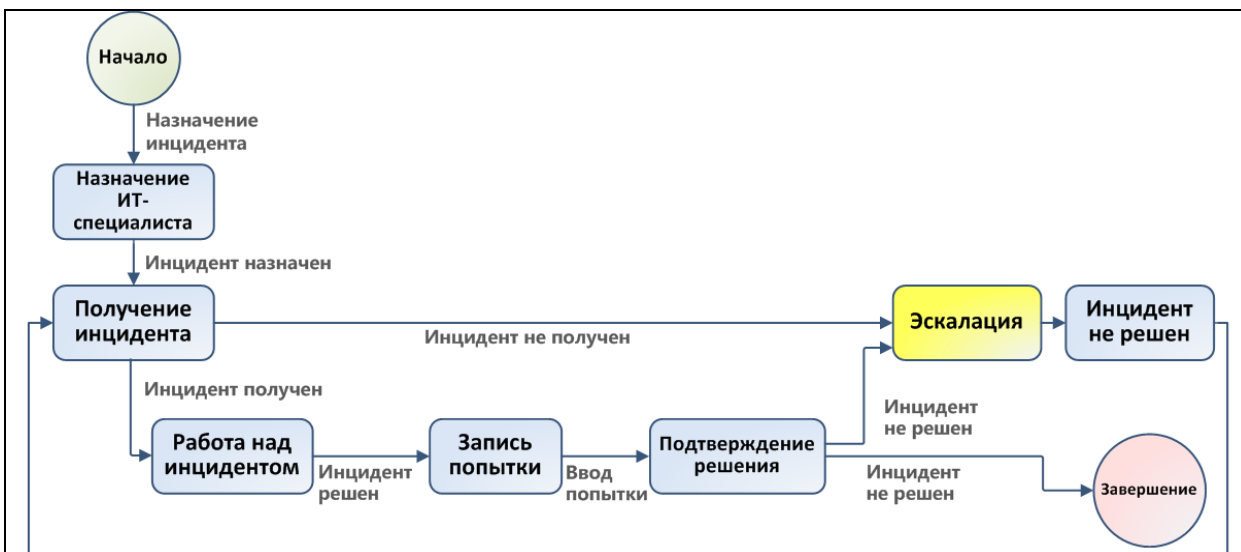 Начало
Назначение
инцидента
Назначение
ИТ-
специалиста
Инцидент назначен
Получение
инцидента
Инцидент не получен
Эскалация
Инцидент
не решен
Инцидент получен
Работа над
инцидентом
Инцидент
решен
Запись
попытки
Ввод
попытки
Подтверждение
решения
Инцидент
не решен
Инцидент
не решен
Завершение